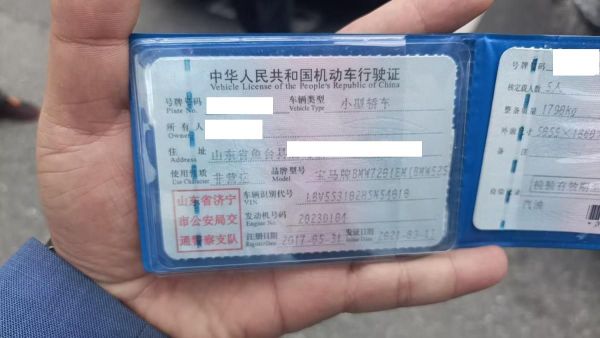 中华人民共和国机动车行驶证
Vehicle License of the People's Republic of China
号牌号码
Plate No.
车辆类型 小型轿车
Vehicle Type
所有人
住址 山东省鱼台县
Address
使用性质 非营运
Use Character
品牌型号 宝马牌BMW7201EM(BMW525
Model
山东省济宁
市公安局交
通警察支队
车辆识别代号
VIN
发动机号码
Engine No.
注册日期 2017-05-31
Register Date
发证日期
Issue Date
号牌号码
核定载人数 5人
整备质量 1790kg
外廓尺寸
检验记录
汽油